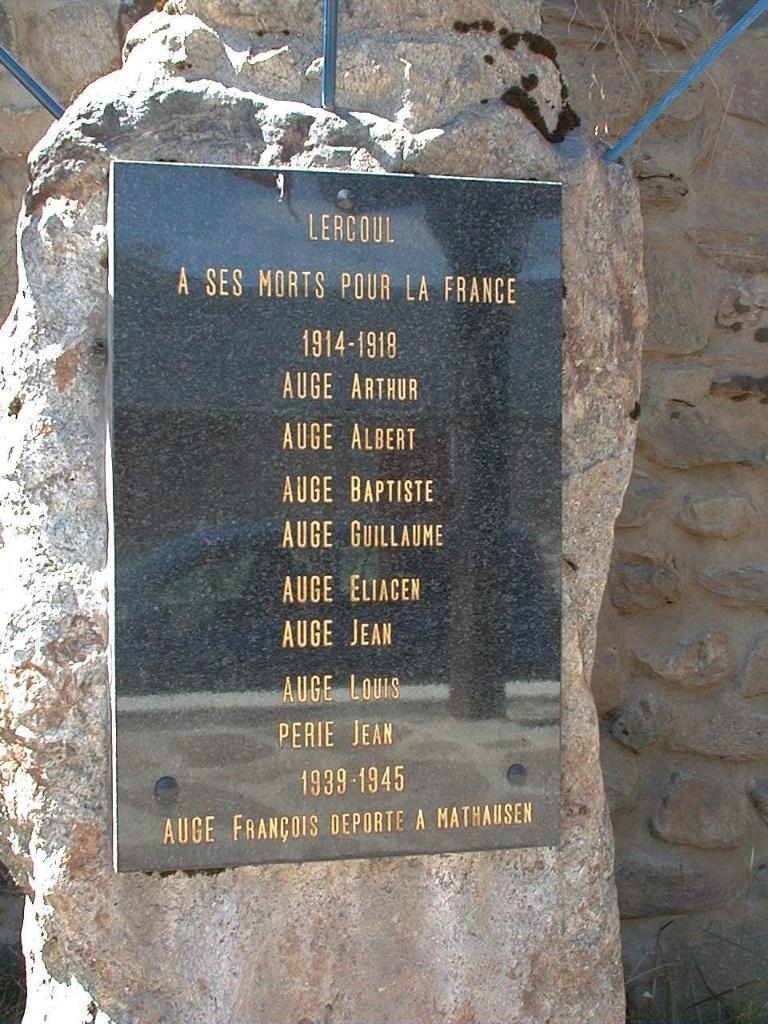 LERCOUL
A SES MORTS POUR LA FRANCE
1914-1918
AUGE ARTHUR
AUGE ALBERT
AUGE BAPTISTE
AUGE GUILLAUME
AUGE ELIACEN
AUGE JEAN
AUGE LOUIS
PERIE JEAN
1939-1945
AUGE FRANÇOIS DEPORTE A MATHAUSEN